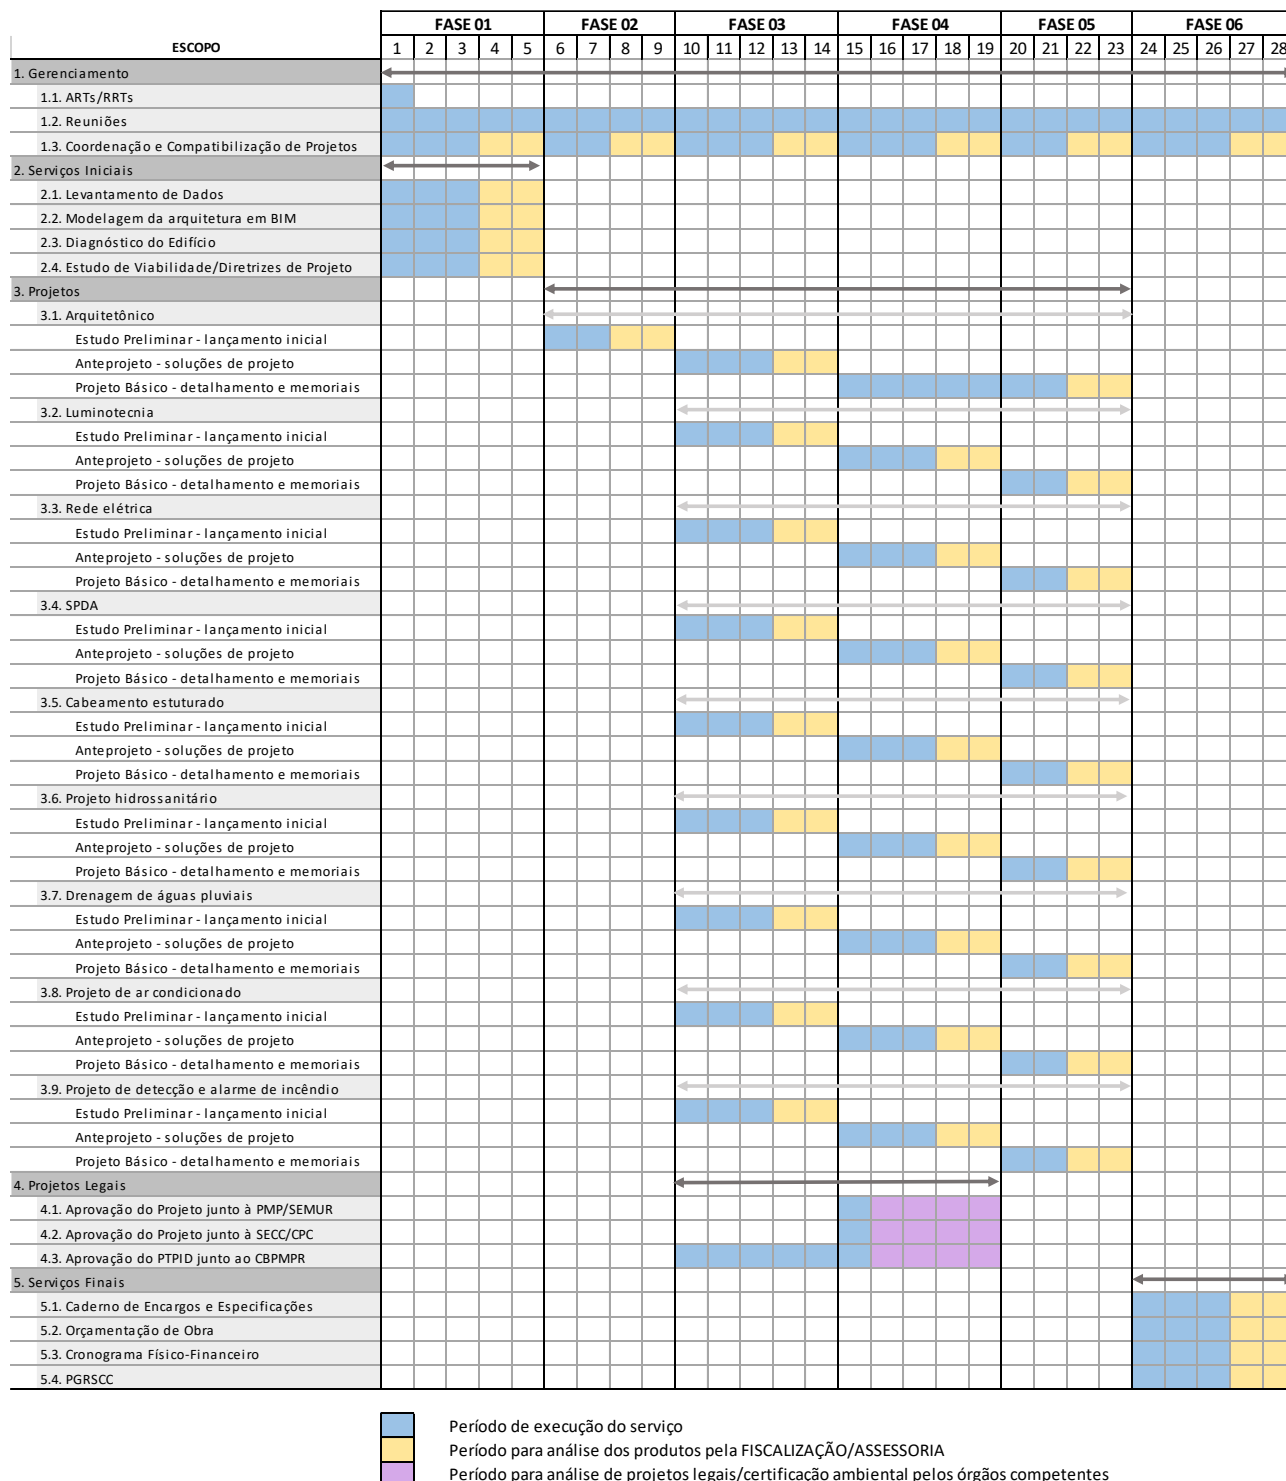 FASE 01 FASE 02 FASE 03 FASE 04 FASE 05 FASE 06
ESCOPO 1 2 3 4 5 6 7 8 9 10 11 12 13 14 15 16 17 18 19 20 21 22 23 24 25 26 27 28
1. Gerenciamento
1.1. ARTs/RRTs
1.2. Reuniões
1.3. Coordenação e Compatibilização de Projetos
2. Serviços Iniciais
2.1. Levantamento de Dados
2.2. Modelagem da arquitetura em BIM
2.3. Diagnóstico do Edifício
2.4. Estudo de Viabilidade/Diretrizes de Projeto
3. Projetos
3.1. Arquitetônico
Estudo Preliminar - lançamento inicial
Anteprojeto - soluções de projeto
Projeto Básico - detalhamento e memoriais
3.2. Luminotecnia
Estudo Preliminar - lançamento inicial
Anteprojeto - soluções de projeto
Projeto Básico - detalhamento e memoriais
3.3. Rede elétrica
Estudo Preliminar - lançamento inicial
Anteprojeto - soluções de projeto
Projeto Básico - detalhamento e memoriais
3.4. SPDA
Estudo Preliminar - lançamento inicial
Anteprojeto - soluções de projeto
Projeto Básico - detalhamento e memoriais
3.5. Cabeamento estuturado
Estudo Preliminar - lançamento inicial
Anteprojeto - soluções de projeto
Projeto Básico - detalhamento e memoriais
3.6. Projeto hidrossanitário
Estudo Preliminar - lançamento inicial
Anteprojeto - soluções de projeto
Projeto Básico - detalhamento e memoriais
3.7. Drenagem de águas pluviais
Estudo Preliminar - lançamento inicial
Anteprojeto - soluções de projeto
Projeto Básico - detalhamento e memoriais
3.8. Projeto de ar condicionado
Estudo Preliminar - lançamento inicial
Anteprojeto - soluções de projeto
Projeto Básico - detalhamento e memoriais
3.9. Projeto de detecção e alarme de incêndio
Estudo Preliminar - lançamento inicial
Anteprojeto - soluções de projeto
Projeto Básico - detalhamento e memoriais
4. Projetos Legais
4.1. Aprovação do Projeto junto à PMP/SEMUR
4.2. Aprovação do Projeto junto à SECC/CPC
4.3. Aprovação do PTPID junto ao CBPMPR
5. Serviços Finais
5.1. Caderno de Encargos e Especificações
5.2. Orçamentação de Obra
5.3. Cronograma Físico-Financeiro
5.4. PGRSCC
Período de execução do serviço
Período para análise dos produtos pela FISCALIZAÇÃO/ASSESSORIA
Período para análise de projetos legais/certificação ambiental pelos órgãos competentes